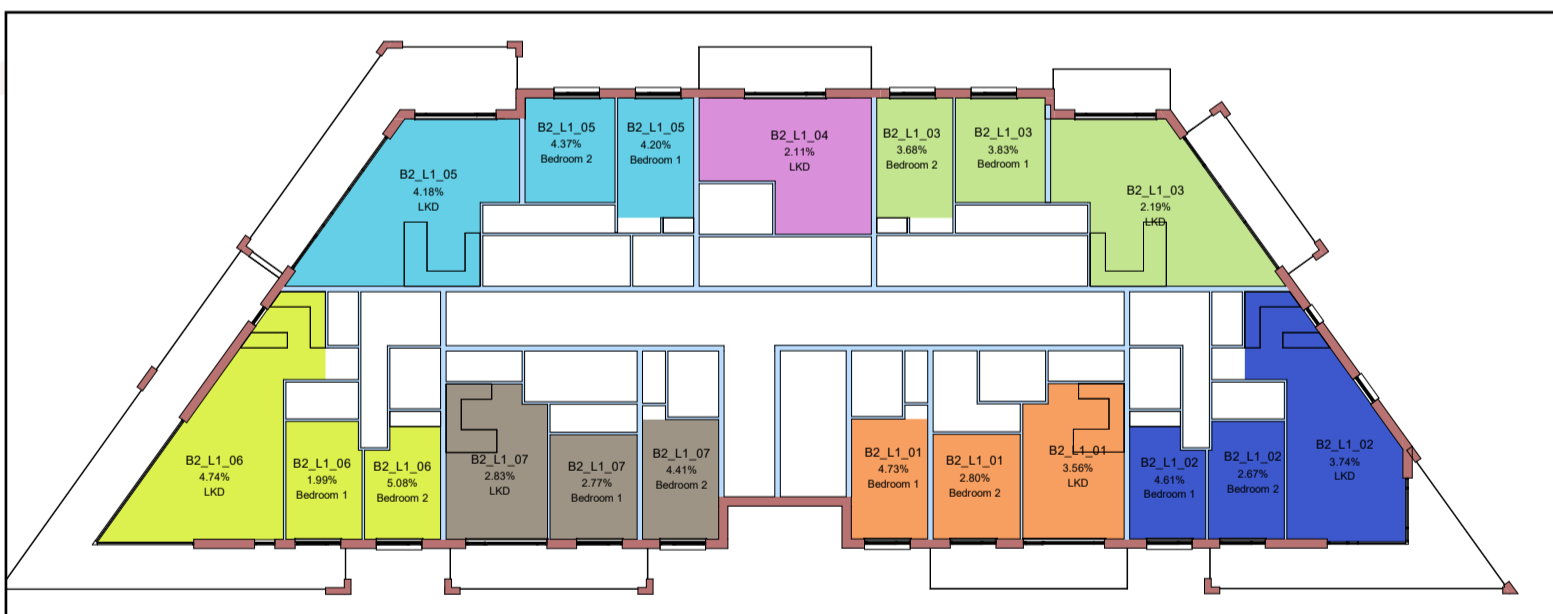 B2_L1_05
4.37%
Bedroom 2
B2_L1_05
4.20%
Bedroom 1
B2_L1_04
2.11%
LKD
B2_L1_03
3.68%
Bedroom 2
B2_L1_03
3.83%
Bedroom 1
B2_L1_05
4.18%
LKD
B2_L1_03
2.19%
LKD
B2_L1_06
4.74%
LKD
B2_L1_06
1.99%
Bedroom 1
B2_L1_06
5.08%
Bedroom 2
B2_L1_07
2.83%
LKD
B2_L1_07
2.77%
Bedroom 1
B2_L1_07
4.41%
Bedroom 2
B2_L1_01
4.73%
Bedroom 1
B2_L1_01
2.80%
Bedroom 2
B2_L1_01
3.56%
LKD
B2_L1_02
4.61%
Bedroom 1
B2_L1_02
2.67%
Bedroom 2
B2_L1_02
3.74%
LKD